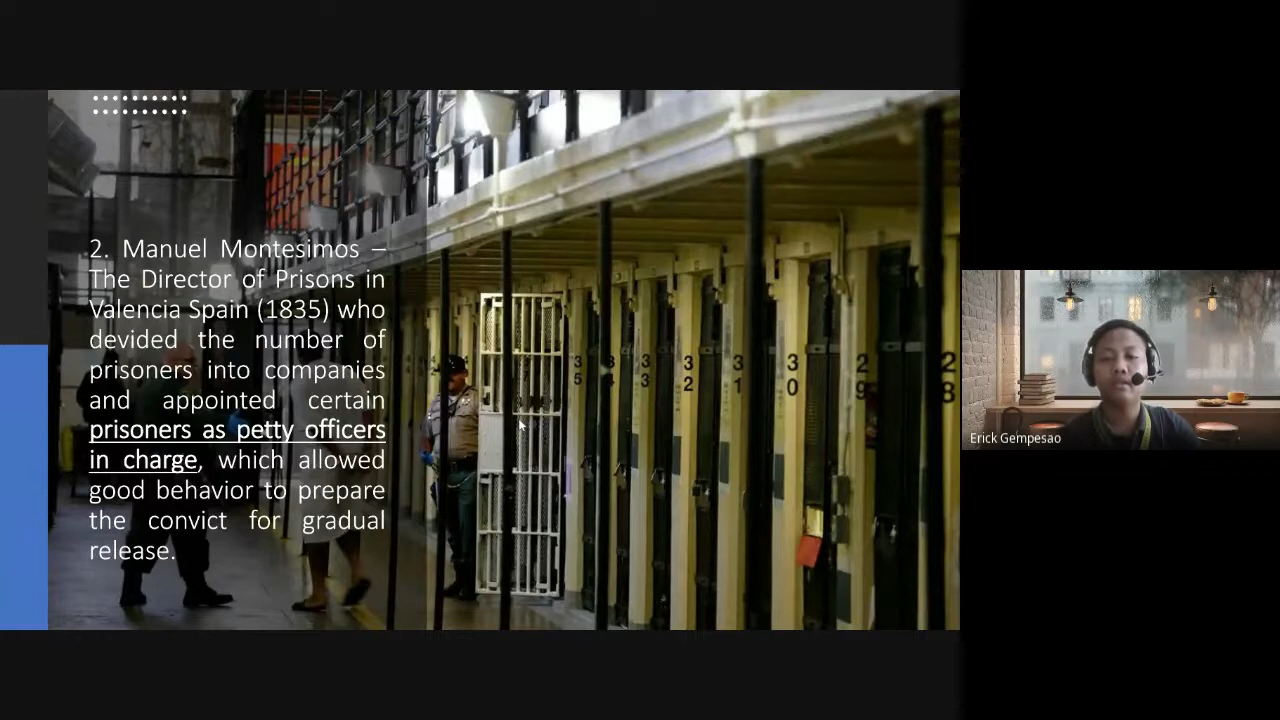 2. Manuel Montesimos –
The Director of Prisons in
Valencia Spain (1835) who
devided the number of
prisoners into companies
and appointed certain
prisoners as petty officers
in charge, which allowed
good behavior to prepare
the convict for gradual
release.
35
33
32
31
30
29
28
Erick Gempesao